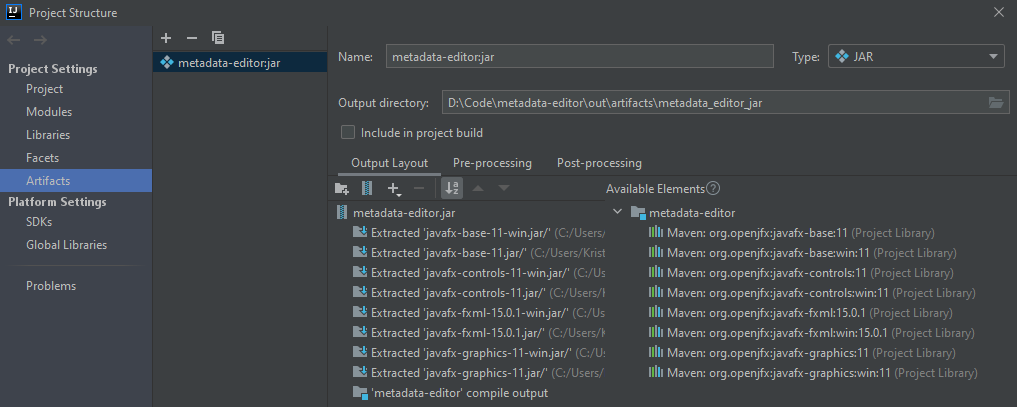 Project Structure
Project Settings
Project
Modules
Libraries
Facets
Artifacts
Platform Settings
SDKs
Global Libraries
Problems
metadata-editor:jar
Name: metadata-editor:jar Type: JAR
Output directory: D:\Code\metadata-editor\out\artifacts\metadata_editor_jar
Include in project build
Output Layout Pre-processing Post-processing
Available Elements
metadata-editor.jar
Extracted 'javafx-base-11-win.jar/' (C:/Users/
Extracted 'javafx-base-11.jar/' (C:/Users/Krist
Extracted 'javafx-controls-11-win.jar/' (C:/Us
Extracted 'javafx-controls-11.jar/' (C:/Users/K
Extracted 'javafx-fxml-15.0.1-win.jar/' (C:/Us
Extracted 'javafx-fxml-15.0.1.jar/' (C:/Users/K
Extracted 'javafx-graphics-11-win.jar/' (C:/U
Extracted 'javafx-graphics-11.jar/' (C:/Users/
'metadata-editor' compile output
metadata-editor
Maven: org.openjfx:javafx-base:11 (Project Library)
Maven: org.openjfx:javafx-base:win:11 (Project Library)
Maven: org.openjfx:javafx-controls:11 (Project Library)
Maven: org.openjfx:javafx-controls:win:11 (Project Library)
Maven: org.openjfx:javafx-fxml:15.0.1 (Project Library)
Maven: org.openjfx:javafx-fxml:win:15.0.1 (Project Library)
Maven: org.openjfx:javafx-graphics:11 (Project Library)
Maven: org.openjfx:javafx-graphics:win:11 (Project Library)